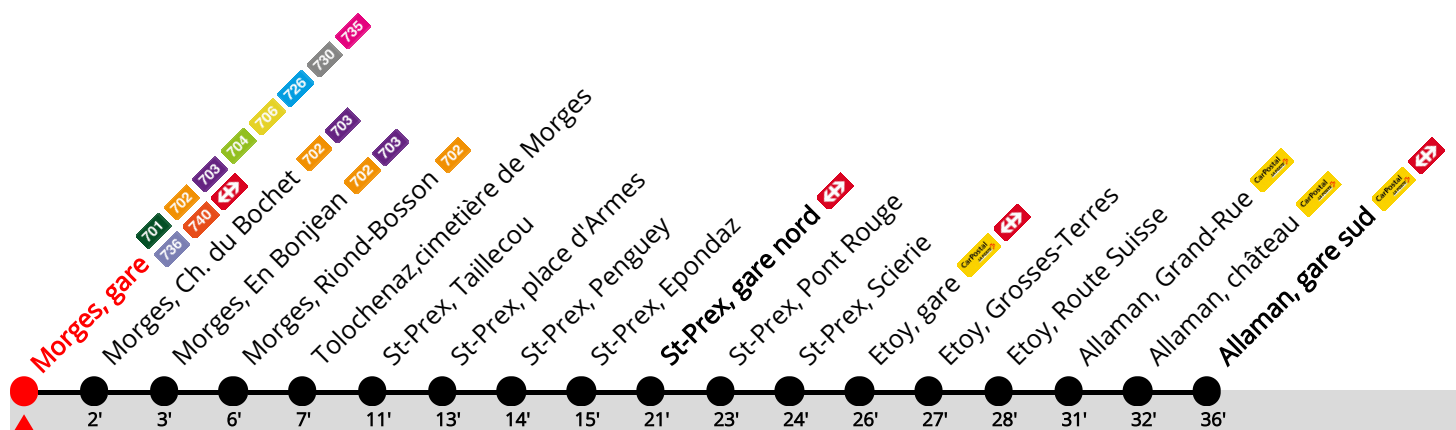 Morges, gare 701 702 703 704 706 726 730 735
736 740
Morges, Ch. du Bochet 702 703
Morges, En Bonjean 702 703
Morges, Riond-Bosson 702
Tolochenaz,cimetière de Morges
St-Prex, Taillecou
St-Prex, place d'Armes
St-Prex, Penguey
St-Prex, Epondaz
St-Prex, gare nord
St-Prex, Pont Rouge
St-Prex, Scierie
Etoy, gare CarPostal
Etoy, Grosses-Terres
Etoy, Route Suisse
Allaman, Grand-Rue CarPostal
Allaman, château CarPostal
Allaman, gare sud CarPostal
2' 3' 6' 7' 11' 13' 14' 15' 21' 23' 24' 26' 27' 28' 31' 32' 36'